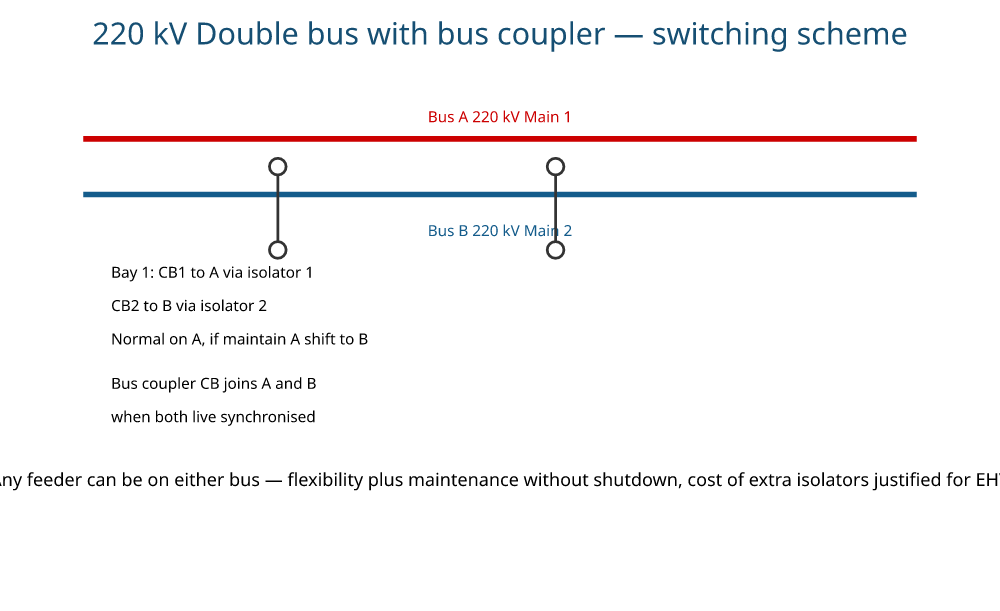 220 kV Double bus with bus coupler — switching scheme
Bus A 220 kV Main 1
Bus B 220 kV Main 2
Bay 1: CB1 to A via isolator 1
CB2 to B via isolator 2
Normal on A, if maintain A shift to B
Bus coupler CB joins A and B
when both live synchronised
feeder can be on either bus — flexibility plus maintenance without shutdown, cost of extra isolators justified for